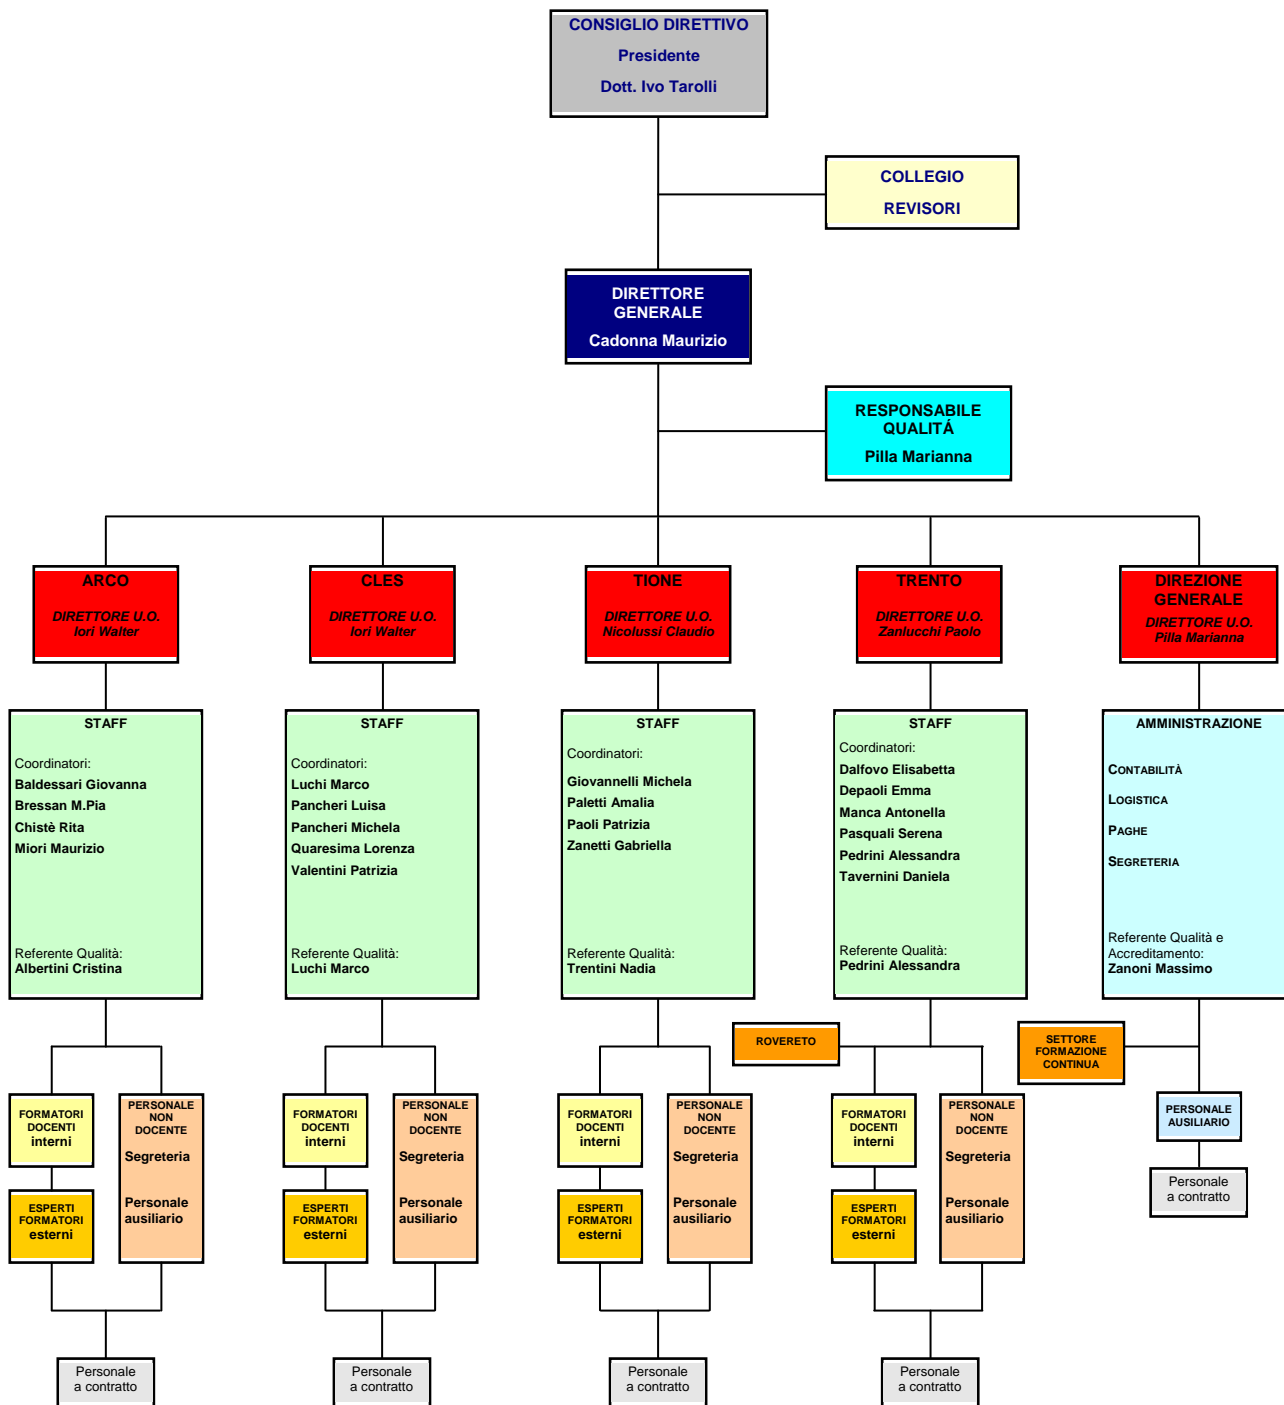 CONSIGLIO DIRETTIVO
Presidente
Dott. Ivo Tarolli
COLLEGIO
REVISORI
DIRETTORE
GENERALE
Cadonna Maurizio
RESPONSABILE
QUALITÁ
Pilla Marianna
ARCO
DIRETTORE U.O.
Iori Walter
CLES
DIRETTORE U.O.
Iori Walter
TIONE
DIRETTORE U.O.
Nicolussi Claudio
TRENTO
DIRETTORE U.O.
Zanlucchi Paolo
DIREZIONE
GENERALE
DIRETTORE U.O.
Pilla Marianna
STAFF
Coordinatori:
Baldessari Giovanna
Bressan M.Pia
Chistè Rita
Miori Maurizio
Referente Qualità:
Albertini Cristina
STAFF
Coordinatori:
Luchi Marco
Pancheri Luisa
Pancheri Michela
Quaresima Lorenza
Valentini Patrizia
Referente Qualità:
Luchi Marco
STAFF
Coordinatori:
Giovannelli Michela
Paletti Amalia
Paoli Patrizia
Zanetti Gabriella
Referente Qualità:
Trentini Nadia
STAFF
Coordinatori:
Dalfovo Elisabetta
Depaoli Emma
Manca Antonella
Pasquali Serena
Pedrini Alessandra
Tavernini Daniela
Referente Qualità:
Pedrini Alessandra
AMMINISTRAZIONE
CONTABILITÀ
LOGISTICA
PAGHE
SEGRETERIA
Referente Qualità e
Accreditamento:
Zanoni Massimo
ROVERETO
SETTORE
FORMAZIONE
CONTINUA
FORMATORI
DOCENTI
interni
PERSONALE
NON
DOCENTE
Segreteria
Personale
ausiliario
ESPERTI
FORMATORI
esterni
Personale
a contratto
FORMATORI
DOCENTI
interni
PERSONALE
NON
DOCENTE
Segreteria
Personale
ausiliario
ESPERTI
FORMATORI
esterni
Personale
a contratto
FORMATORI
DOCENTI
interni
PERSONALE
NON
DOCENTE
Segreteria
Personale
ausiliario
ESPERTI
FORMATORI
esterni
Personale
a contratto
FORMATORI
DOCENTI
interni
PERSONALE
NON
DOCENTE
Segreteria
Personale
ausiliario
ESPERTI
FORMATORI
esterni
Personale
a contratto
PERSONALE
AUSILIARIO
Personale
a contratto